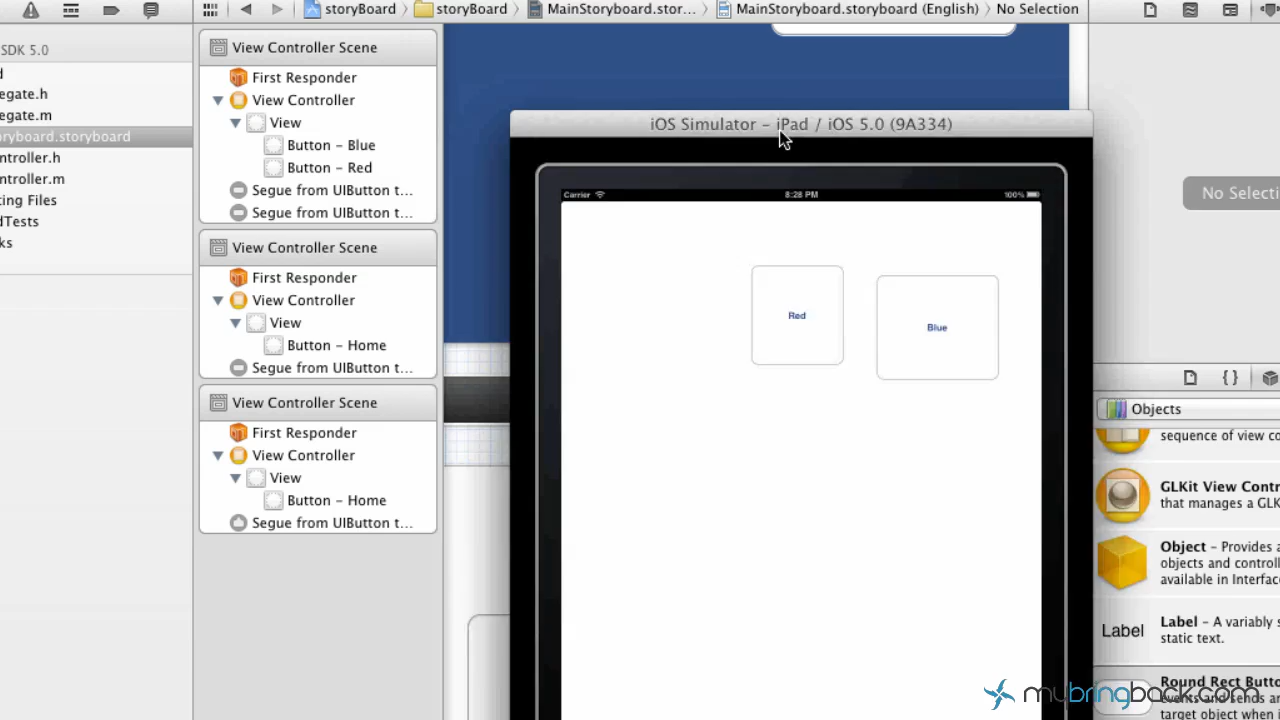 storyBoard
storyBoard
MainStoryboard.stor...
MainStoryboard.storyboard (English)
No Selection
SDK 5.0
d
egate.h
egate.m
ryboard.storyboard
ntroller.h
ntroller.m
ting Files
dTests
ks
View Controller Scene
First Responder
View Controller
View
Button – Blue
Button – Red
Segue from UIButton t...
Segue from UIButton t...
View Controller Scene
First Responder
View Controller
View
Button – Home
Segue from UIButton t...
View Controller Scene
First Responder
View Controller
View
Button – Home
Segue from UIButton t...
iOS Simulator – iPad / iOS 5.0 (9A334)
Carrier 8:28 PM 100%
Red
Blue
No Selecti
{ }
Objects
sequence of view co
GLKit View Contr
that manages a GLK
Object – Provides a
objects and controll
available in Interfac
Label
Label – A variably s
static text.
Round Rect Butto
events and sends ar
target object when i
mybringback.com